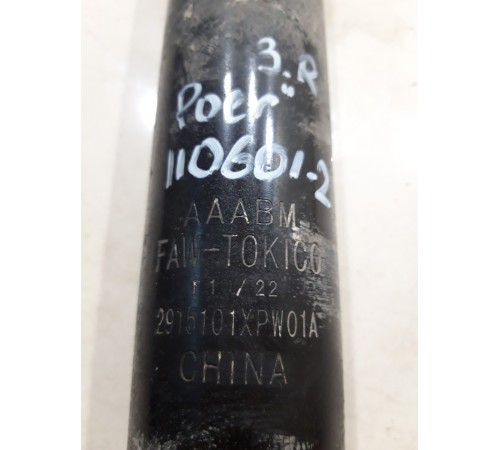 3:R
Poer
110601-2
AAABM
FAW-TOKICO
11 /22
2915101XPW01A
CHINA